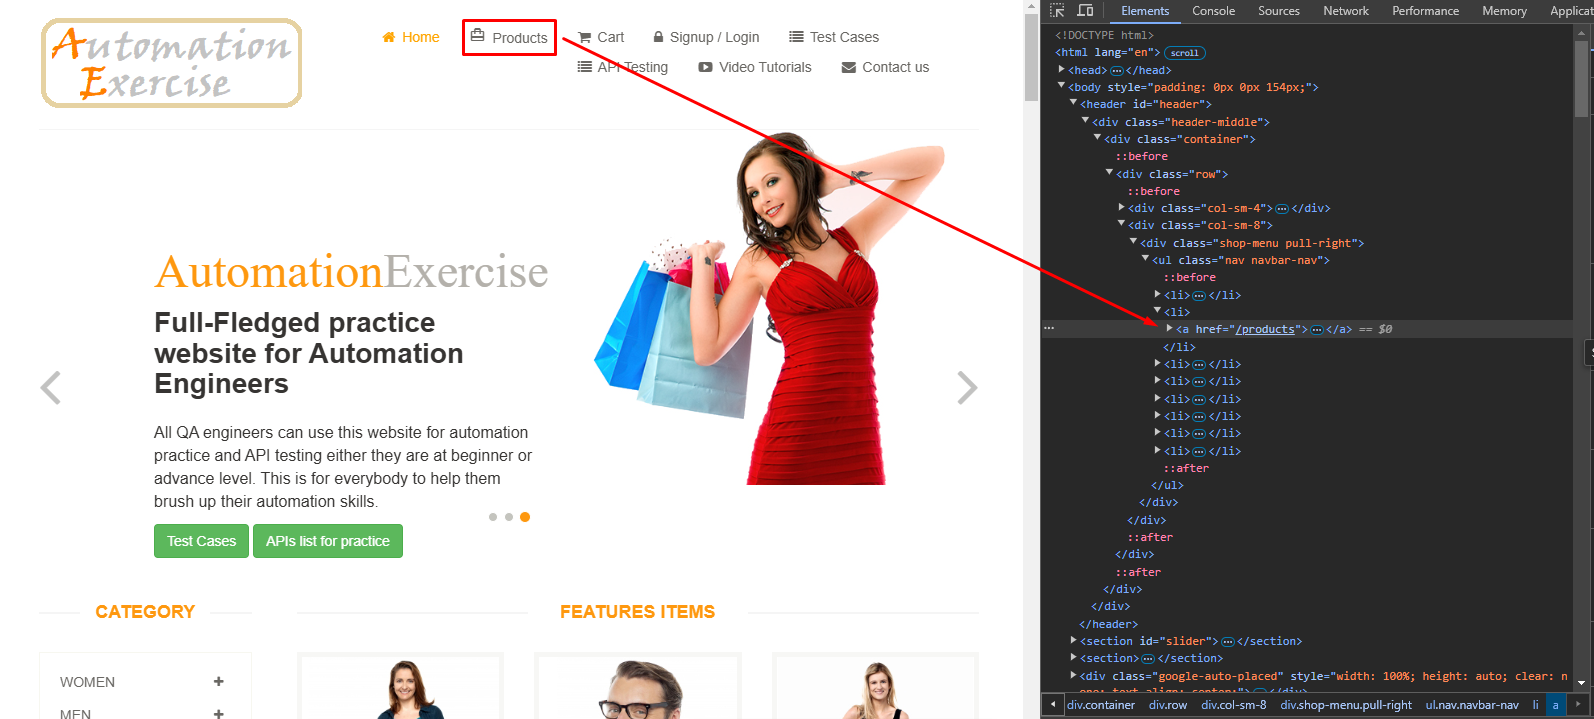 Automation
Exercise
Home
Products
Cart
Signup / Login
Test Cases
API Testing
Video Tutorials
Contact us
AutomationExercise
Full-Fledged practice
website for Automation
Engineers
All QA engineers can use this website for automation
practice and API testing either they are at beginner or
advance level. This is for everybody to help them
brush up their automation skills.
Test Cases
APIs list for practice
CATEGORY
FEATURES ITEMS
WOMEN
MEN
Elements Console Sources Network Performance Memory Applicat
<!DOCTYPE html>
<html lang="en"> scroll
<head> ••• </head>
<body style="padding: 0px 0px 154px;">
<header id="header">
<div class="header-middle">
<div class="container">
::before
<div class="row">
::before
<div class="col-sm-4"> ••• </div>
<div class="col-sm-8">
<div class="shop-menu pull-right">
<ul class="nav navbar-nav">
::before
<li> ••• </li>
<li>
<a href="/products"> ••• </a> == $0
</li>
<li> ••• </li>
<li> ••• </li>
<li> ••• </li>
<li> ••• </li>
<li> ••• </li>
<li> ••• </li>
::after
</ul>
</div>
</div>
::after
</div>
::after
</div>
</div>
</header>
<section id="slider"> ••• </section>
<section> ••• </section>
<div class="google-auto-placed" style="width: 100%; height: auto; clear: n
one; text-align: center;"> ••• </div>
div.container div.row div.col-sm-8 div.shop-menu.pull-right ul.nav.navbar-nav li a